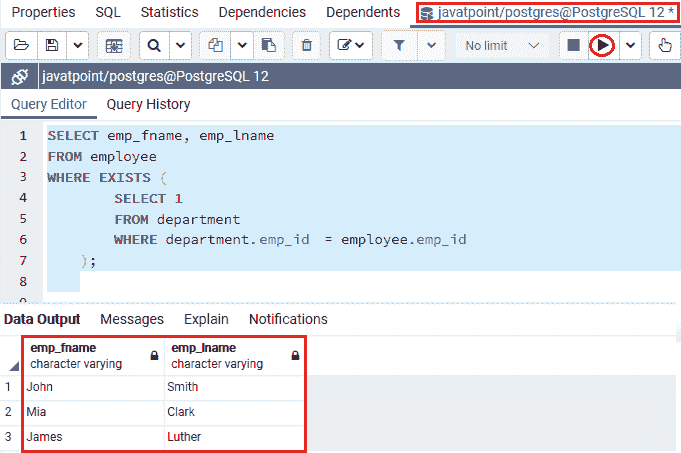 Properties SQL Statistics Dependencies Dependents javatpoint/postgres@PostgreSQL 12 *
No limit
javatpoint/postgres@PostgreSQL 12
Query Editor Query History
1 SELECT emp_fname, emp_lname
2 FROM employee
3 WHERE EXISTS (
4 SELECT 1
5 FROM department
6 WHERE department.emp_id = employee.emp_id
7 );
8
Data Output Messages Explain Notifications
emp_fname emp_lname
character varying character varying
1 John Smith
2 Mia Clark
3 James Luther